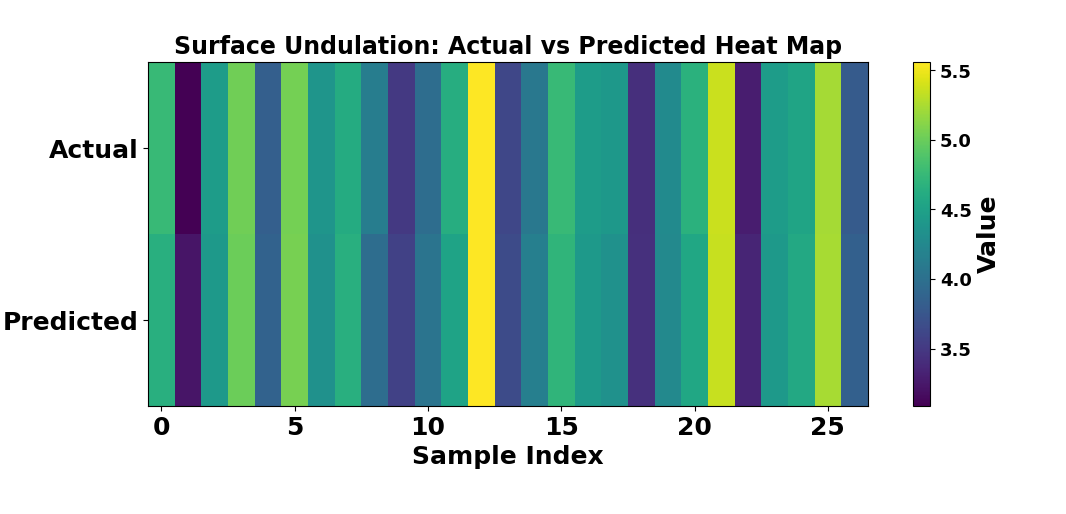 Surface Undulation: Actual vs Predicted Heat Map
Actual
Predicted
0 5 10 15 20 25
Sample Index
5.5
5.0
4.5
4.0
3.5
Value